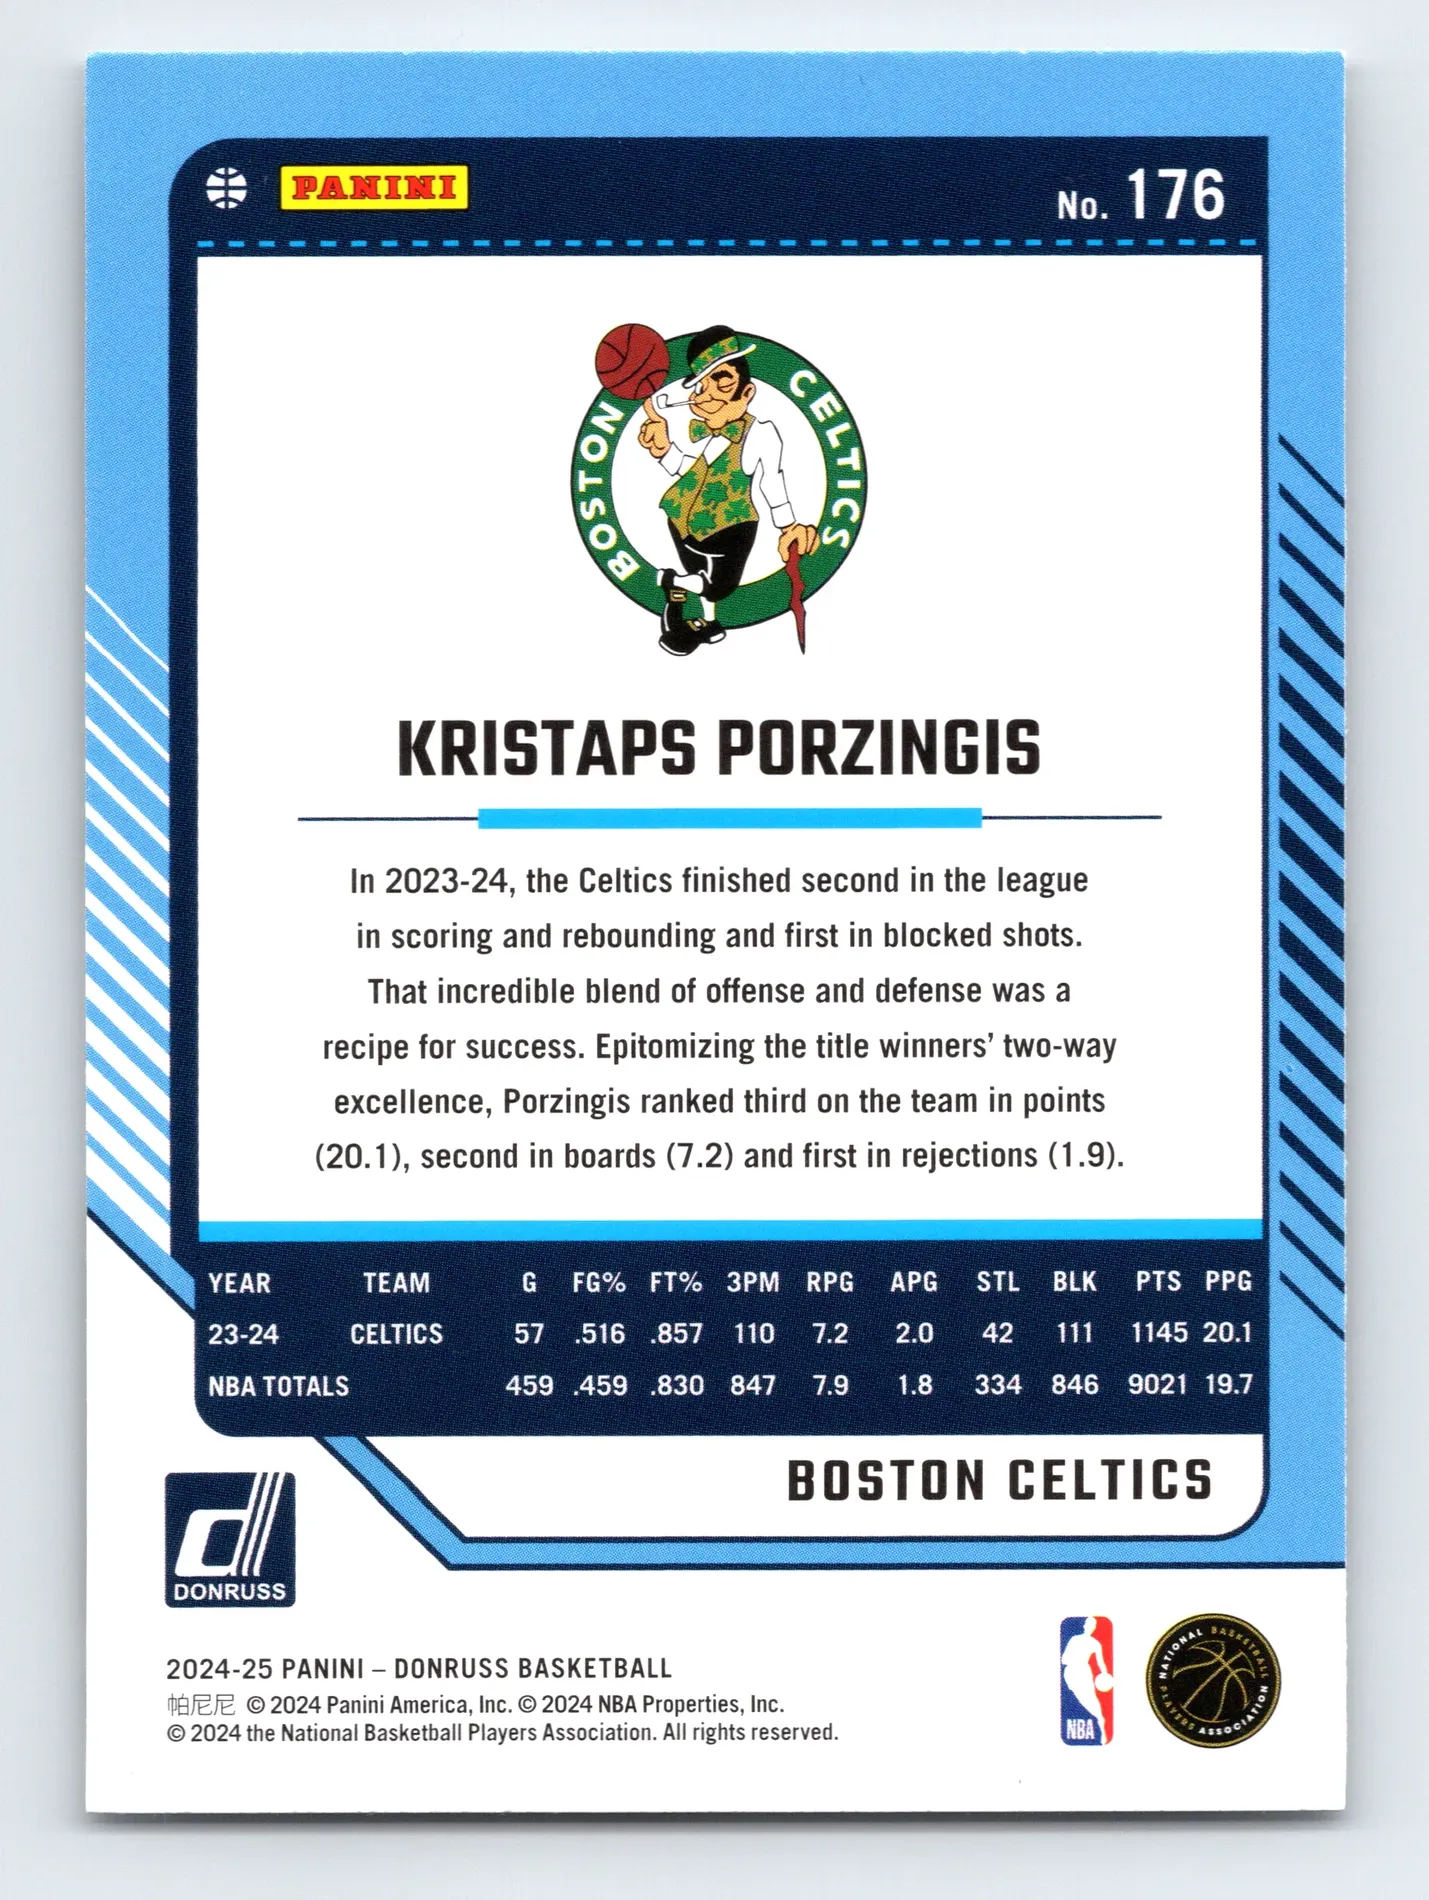 PANINI
No. 176
BOSTON CELTICS
KRISTAPS PORZINGIS
In 2023-24, the Celtics finished second in the league
in scoring and rebounding and first in blocked shots.
That incredible blend of offense and defense was a
recipe for success. Epitomizing the title winners' two-way
excellence, Porzingis ranked third on the team in points
(20.1), second in boards (7.2) and first in rejections (1.9).
YEAR TEAM G FG% FT% 3PM RPG APG STL BLK PTS PPG
23-24 CELTICS 57 .516 .857 110 7.2 2.0 42 111 1145 20.1
NBA TOTALS 459 .459 .830 847 7.9 1.8 334 846 9021 19.7
BOSTON CELTICS
d
DONRUSS
2024-25 PANINI – DONRUSS BASKETBALL
帕尼尼 © 2024 Panini America, Inc. © 2024 NBA Properties, Inc.
© 2024 the National Basketball Players Association. All rights reserved.
NBA
NATIONAL BASKETBALL
PLAYERS ASSOCIATION